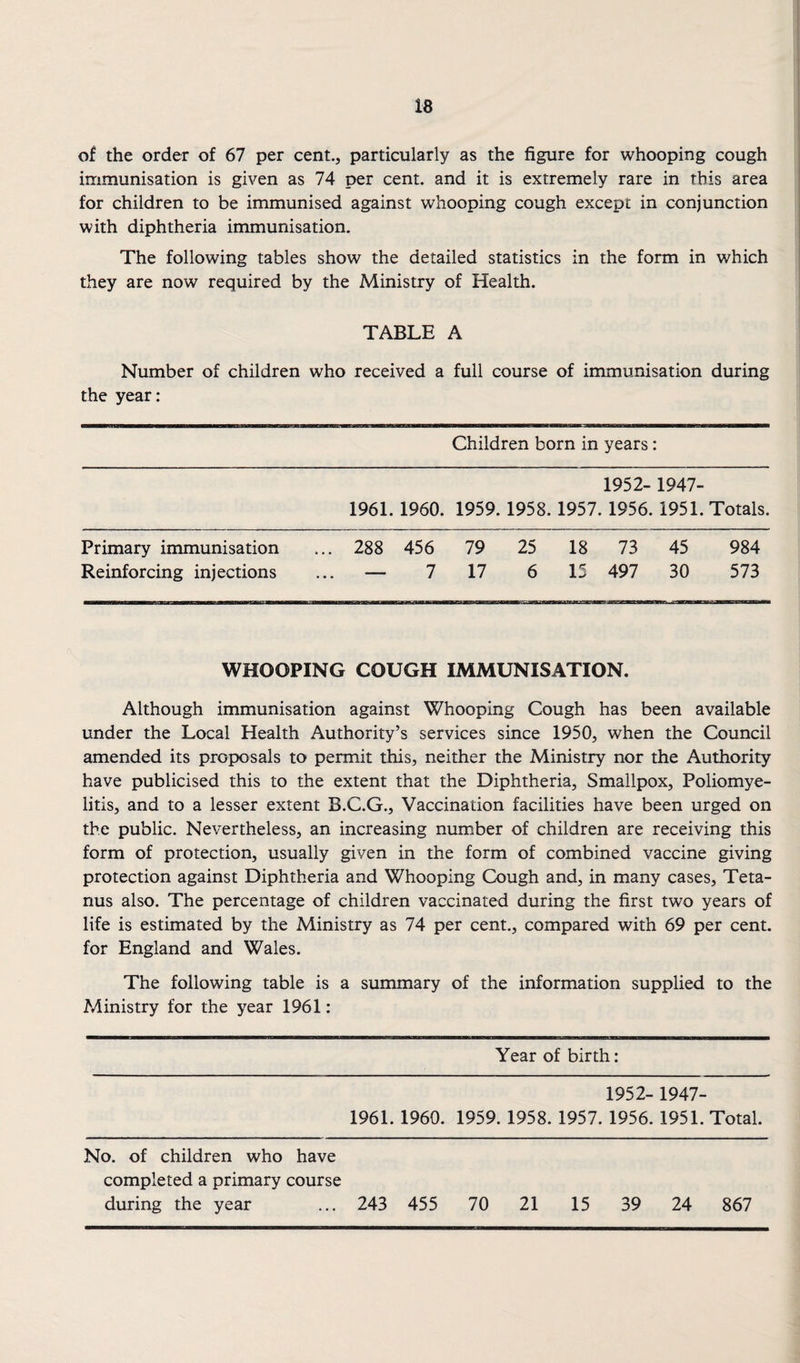 18
of the order of 67 per cent., particularly as the figure for whooping cough
immunisation is given as 74 per cent. and it is extremely rare in this area
for children to be immunised against whooping cough except in conjunction
with diphtheria immunisation.
The following tables show the detailed statistics in the form in which
they are now required by the Ministry of Health.
TABLE A
Number of children who received a full course of immunisation during
the year:
Children born in years:
1952- 1947-
1961. 1960. 1959. 1958. 1957. 1956. 1951. Totals.
Primary immunisation ... 288 456 79 25 18 73 45 984
Reinforcing injections ... — 7 17 6 15 497 30 573
WHOOPING COUGH IMMUNISATION.
Although immunisation against Whooping Cough has been available
under the Local Health Authority's services since 1950, when the Council
amended its proposals to permit this, neither the Ministry nor the Authority
have publicised this to the extent that the Diphtheria, Smallpox, Poliomye-
litis, and to a lesser extent B.C.G., Vaccination facilities have been urged on
the public. Nevertheless, an increasing number of children are receiving this
form of protection, usually given in the form of combined vaccine giving
protection against Diphtheria and Whooping Cough and, in many cases, Teta-
nus also. The percentage of children vaccinated during the first two years of
life is estimated by the Ministry as 74 per cent., compared with 69 per cent.
for England and Wales.
The following table is a summary of the information supplied to the
Ministry for the year 1961:
Year of birth:
1952- 1947-
1961. 1960. 1959. 1958. 1957. 1956. 1951. Total.
No. of children who have
completed a primary course
during the year ... 243 455 70 21 15 39 24 867